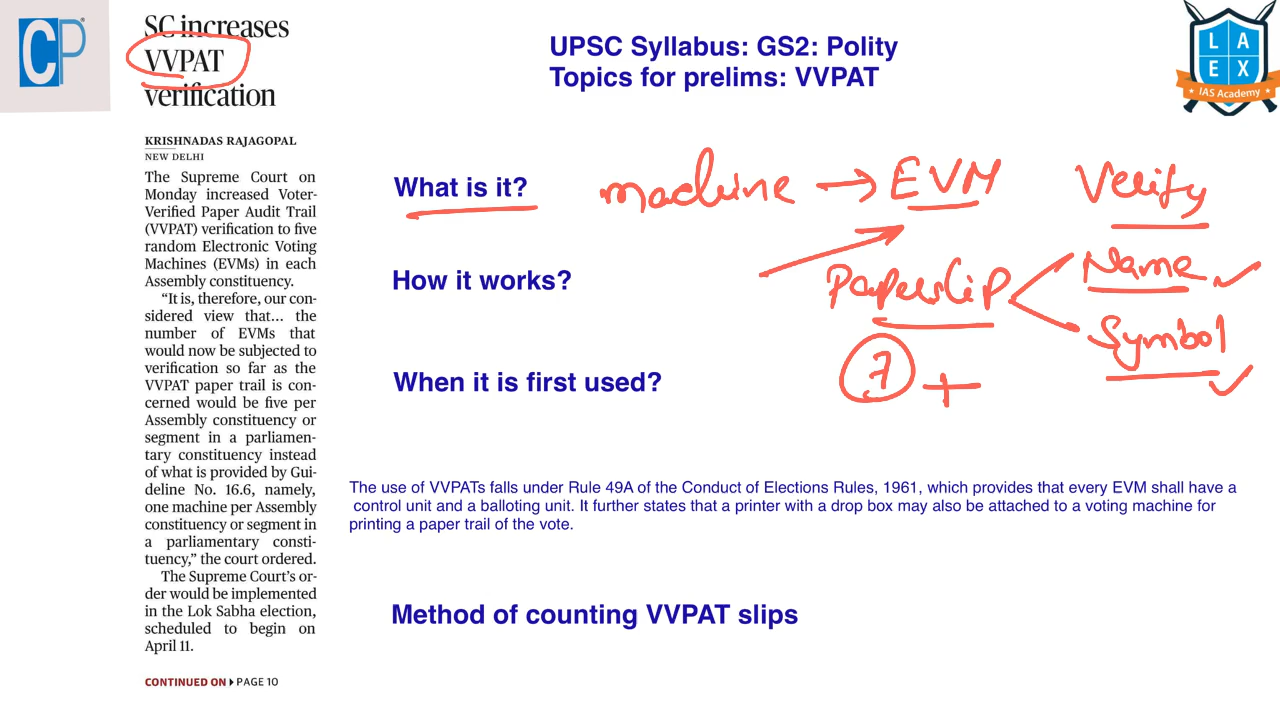 CP
SC increases
VVPAT
verification
KRISHNADAS RAJAGOPAL
NEW DELHI
The Supreme Court on
Monday increased Voter-
Verified Paper Audit Trail
(VVPAT) verification to five
random Electronic Voting
Machines (EVMs) in each
Assembly constituency.
“It is, therefore, our con-
sidered view that... the
number of EVMs that
would now be subjected to
verification so far as the
VVPAT paper trail is con-
cerned would be five per
Assembly constituency or
segment in a parliamen-
tary constituency instead
of what is provided by Gui-
deline No. 16.6, namely,
one machine per Assembly
constituency or segment in
a parliamentary consti-
tuency,” the court ordered.
The Supreme Court’s or-
der would be implemented
in the Lok Sabha election,
scheduled to begin on
April 11.
CONTINUED ON PAGE 10
UPSC Syllabus: GS2: Polity
Topics for prelims: VVPAT
LA
EX
IAS Academy
What is it? machine → EVM Verify
How it works? Paperslip Name
Symbol
When it is first used? 7 +
The use of VVPATs falls under Rule 49A of the Conduct of Elections Rules, 1961, which provides that every EVM shall have a
control unit and a balloting unit. It further states that a printer with a drop box may also be attached to a voting machine for
printing a paper trail of the vote.
Method of counting VVPAT slips